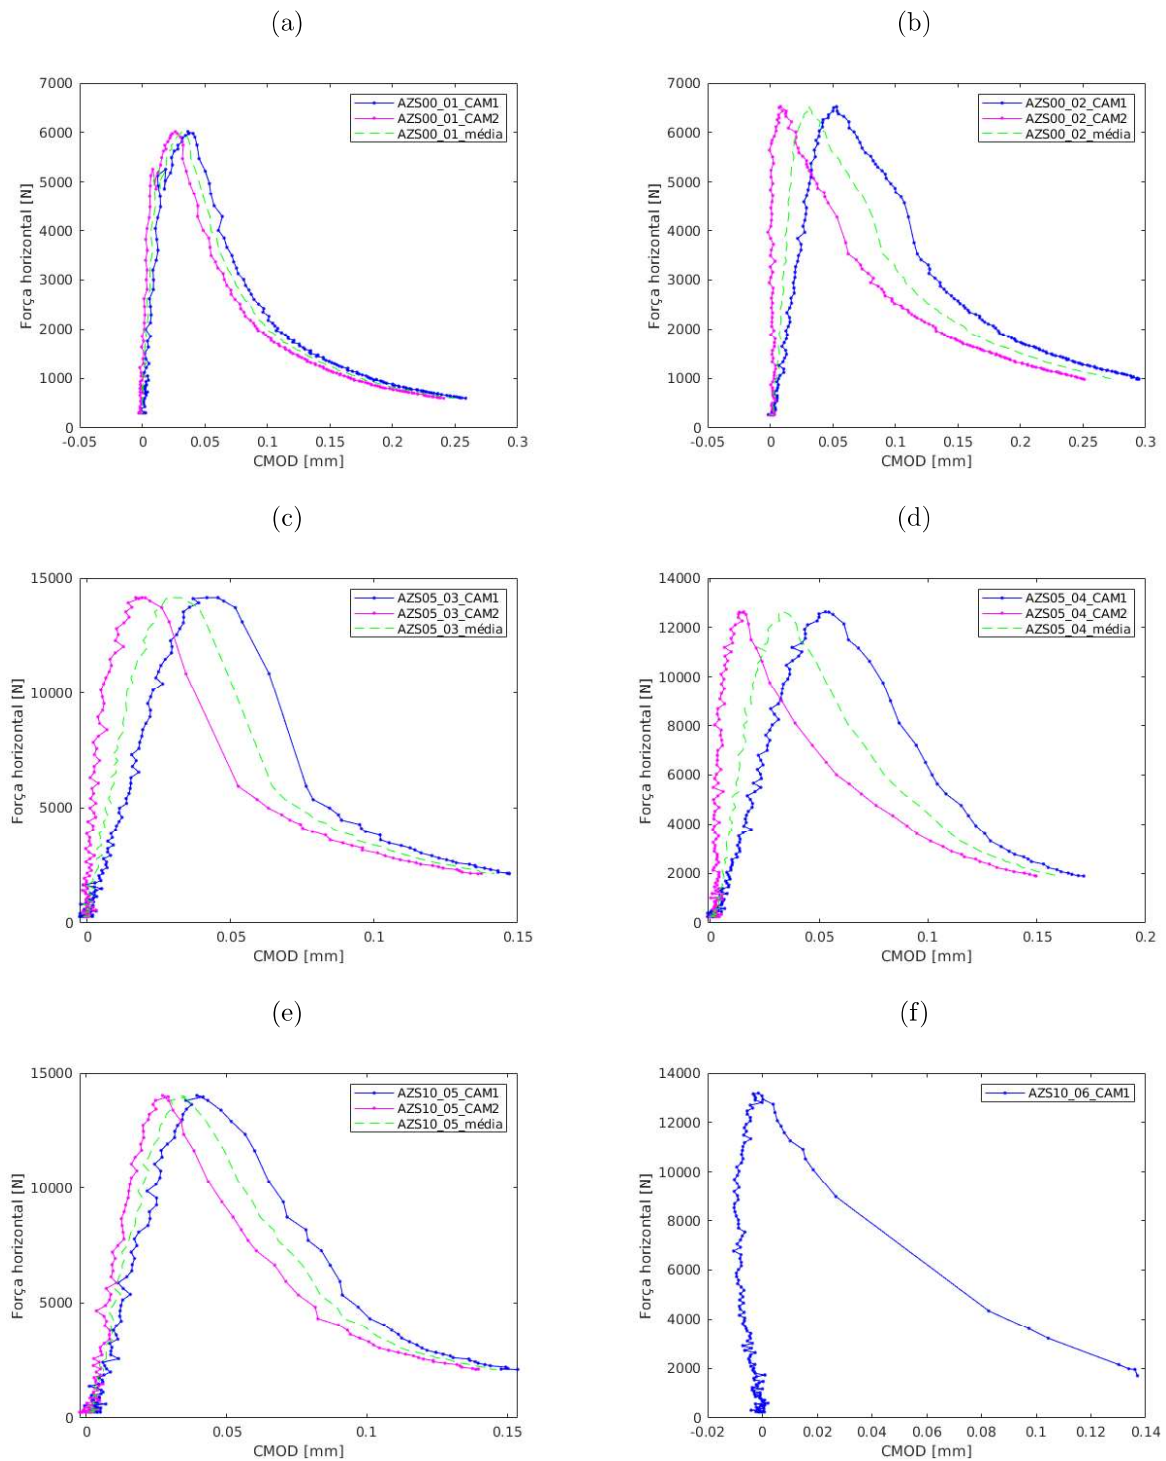 (a)
7000
6000
5000
4000
3000
2000
1000
0
Força horizontal [N]
AZS00_01_CAM1
AZS00_01_CAM2
AZS00_01_média
-0.05 0 0.05 0.1 0.15 0.2 0.25 0.3
CMOD [mm]
(b)
7000
6000
5000
4000
3000
2000
1000
0
Força horizontal [N]
AZS00_02_CAM1
AZS00_02_CAM2
AZS00_02_média
-0.05 0 0.05 0.1 0.15 0.2 0.25 0.3
CMOD [mm]
(c)
15000
10000
5000
0
Força horizontal [N]
AZS05_03_CAM1
AZS05_03_CAM2
AZS05_03_média
0 0.05 0.1 0.15
CMOD [mm]
(d)
14000
12000
10000
8000
6000
4000
2000
0
Força horizontal [N]
AZS05_04_CAM1
AZS05_04_CAM2
AZS05_04_média
0 0.05 0.1 0.15 0.2
CMOD [mm]
(e)
15000
10000
5000
0
Força horizontal [N]
AZS10_05_CAM1
AZS10_05_CAM2
AZS10_05_média
0 0.05 0.1 0.15
CMOD [mm]
(f)
14000
12000
10000
8000
6000
4000
2000
0
Força horizontal [N]
AZS10_06_CAM1
-0.02 0 0.02 0.04 0.06 0.08 0.1 0.12 0.14
CMOD [mm]